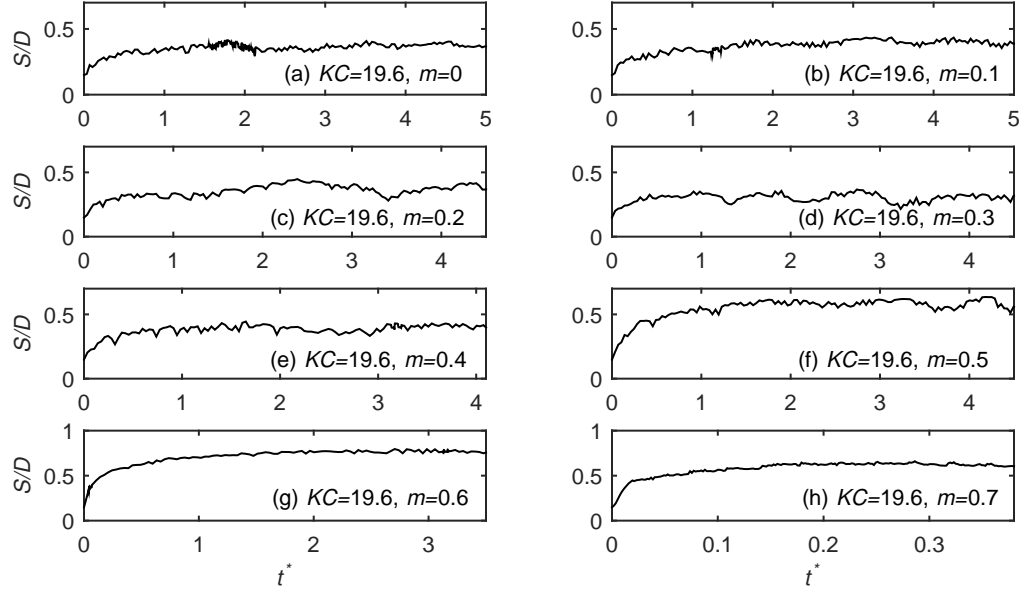 S/D
0.5
0
(a) KC=19.6, m=0
0 1 2 3 4 5
0.5
0
(b) KC=19.6, m=0.1
0 1 2 3 4 5
S/D
0.5
0
(c) KC=19.6, m=0.2
0 1 2 3 4
0.5
0
(d) KC=19.6, m=0.3
0 1 2 3 4
S/D
0.5
0
(e) KC=19.6, m=0.4
0 1 2 3 4
0.5
0
(f) KC=19.6, m=0.5
0 1 2 3 4
S/D
1
0.5
0
(g) KC=19.6, m=0.6
0 1 2 3
t*
1
0.5
0
(h) KC=19.6, m=0.7
0 0.1 0.2 0.3
t*